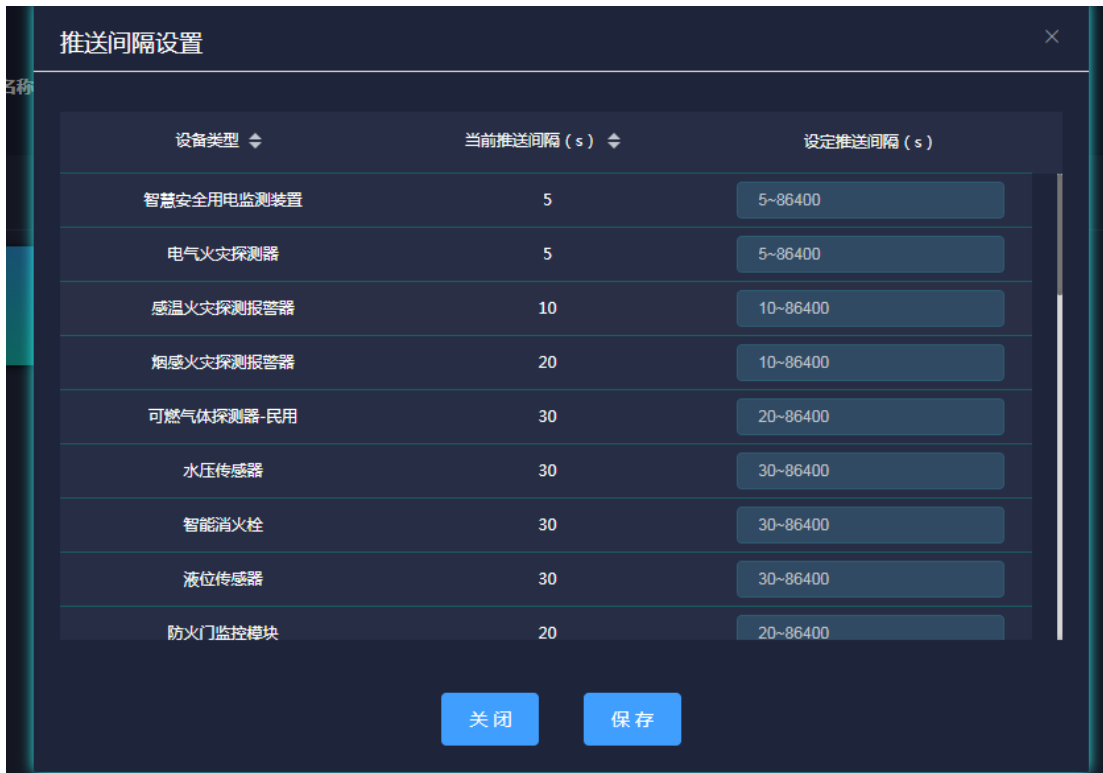 推送间隔设置
名称
设备类型 当前推送间隔(s) 设定推送间隔(s)
智慧安全用电监测装置 5 5~86400
电气火灾探测器 5 5~86400
感温火灾探测报警器 10 10~86400
烟感火灾探测报警器 20 10~86400
可燃气体探测器-民用 30 20~86400
水压传感器 30 30~86400
智能消火栓 30 30~86400
液位传感器 30 30~86400
防火门监控模块 20 20~86400
关闭 保存